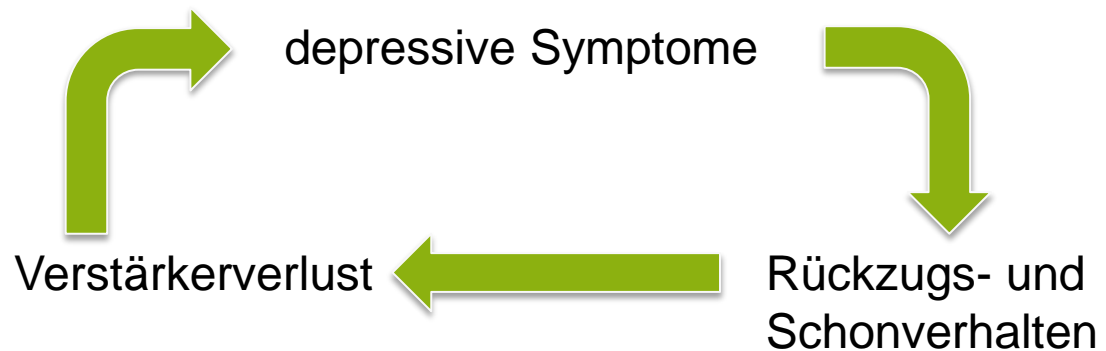 depressive Symptome
Verstärkerverlust
Rückzugs- und
Schonverhalten